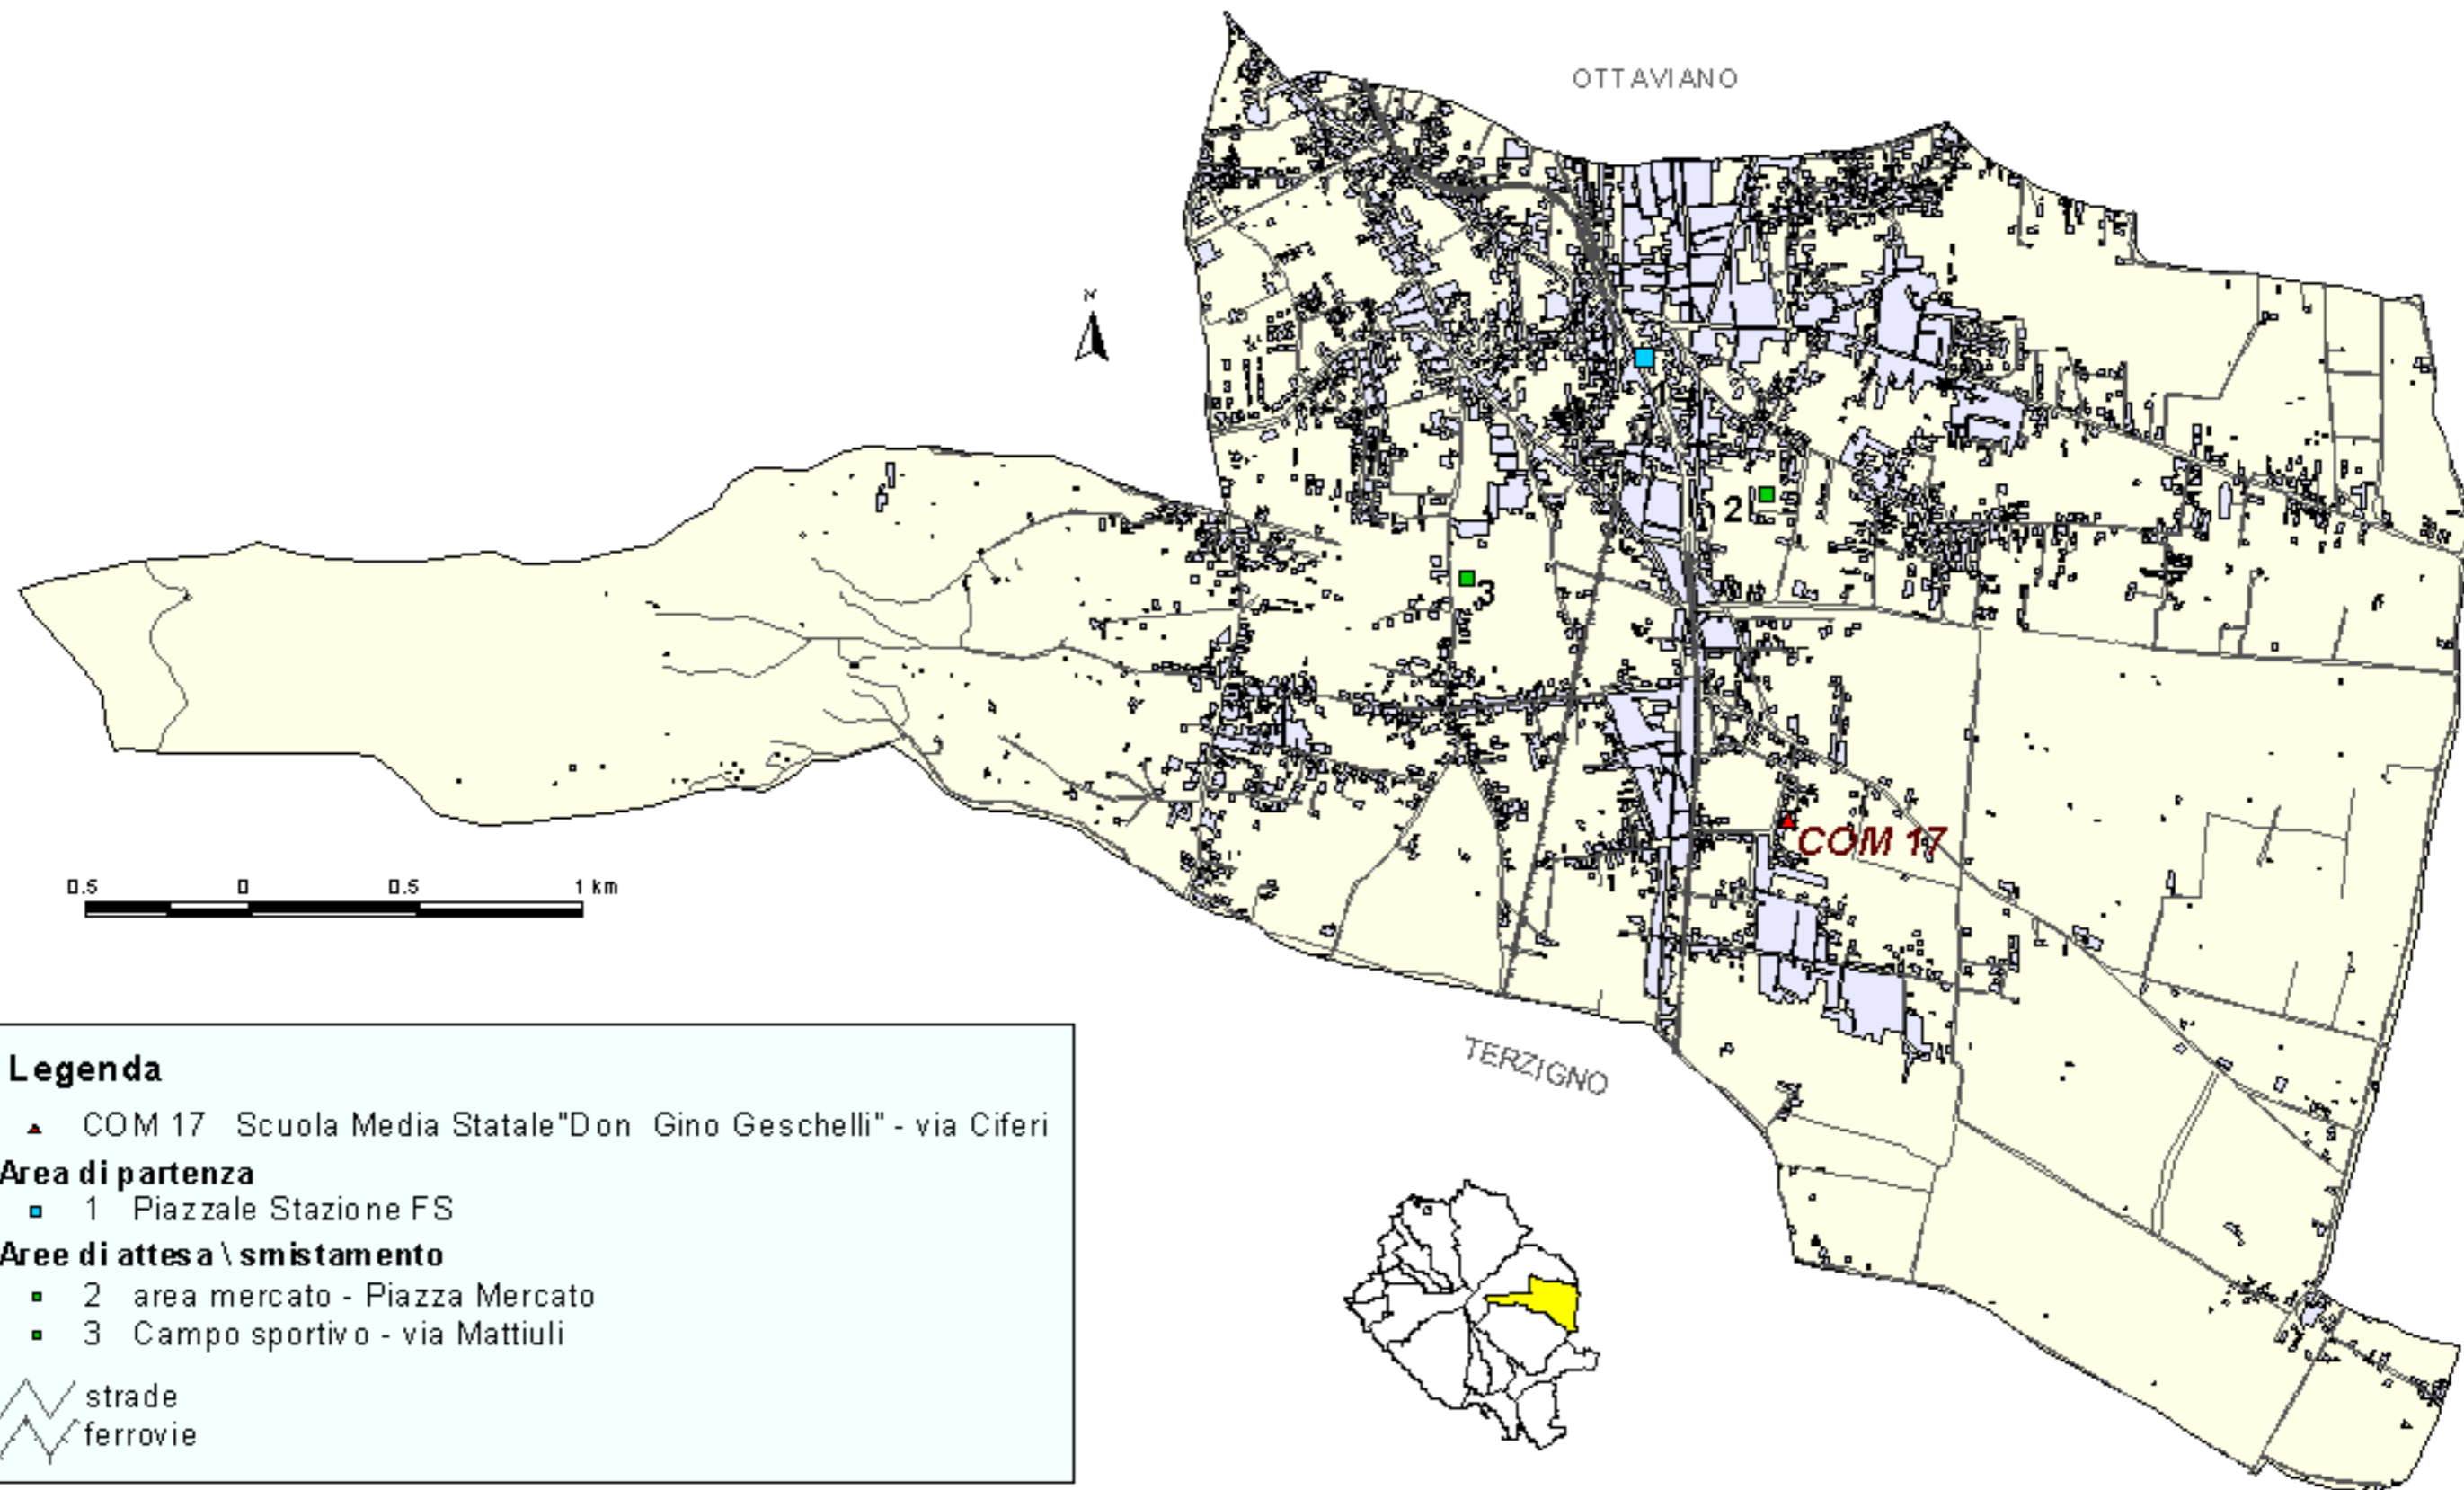 OTTAVIANO
N
1
2
3
COM 17
0.5 0 0.5 1 km
TERZIGNO
Legenda
COM 17 Scuola Media Statale"Don Gino Geschelli" - via Ciferi
Area di partenza
1 Piazzale Stazione FS
Aree di attesa \ smistamento
2 area mercato - Piazza Mercato
3 Campo sportivo - via Mattiuli
strade
ferrovie